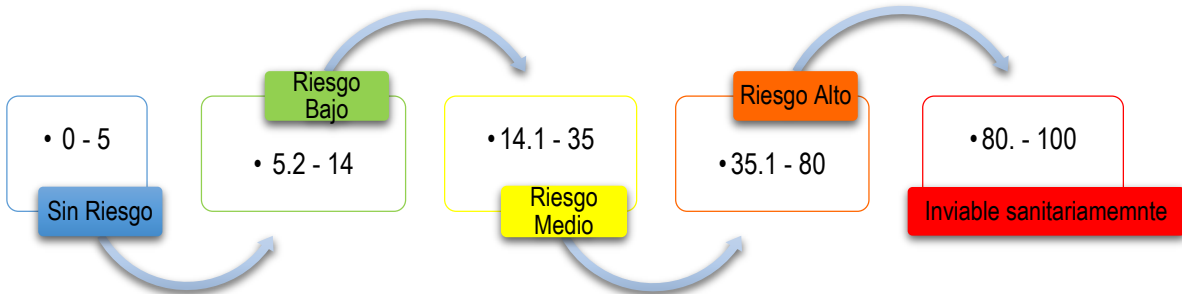 • 0 - 5
Sin Riesgo
Riesgo
Bajo
• 5.2 - 14
• 14.1 - 35
Riesgo
Medio
Riesgo Alto
• 35.1 - 80
• 80. - 100
Inviable sanitariamemnte